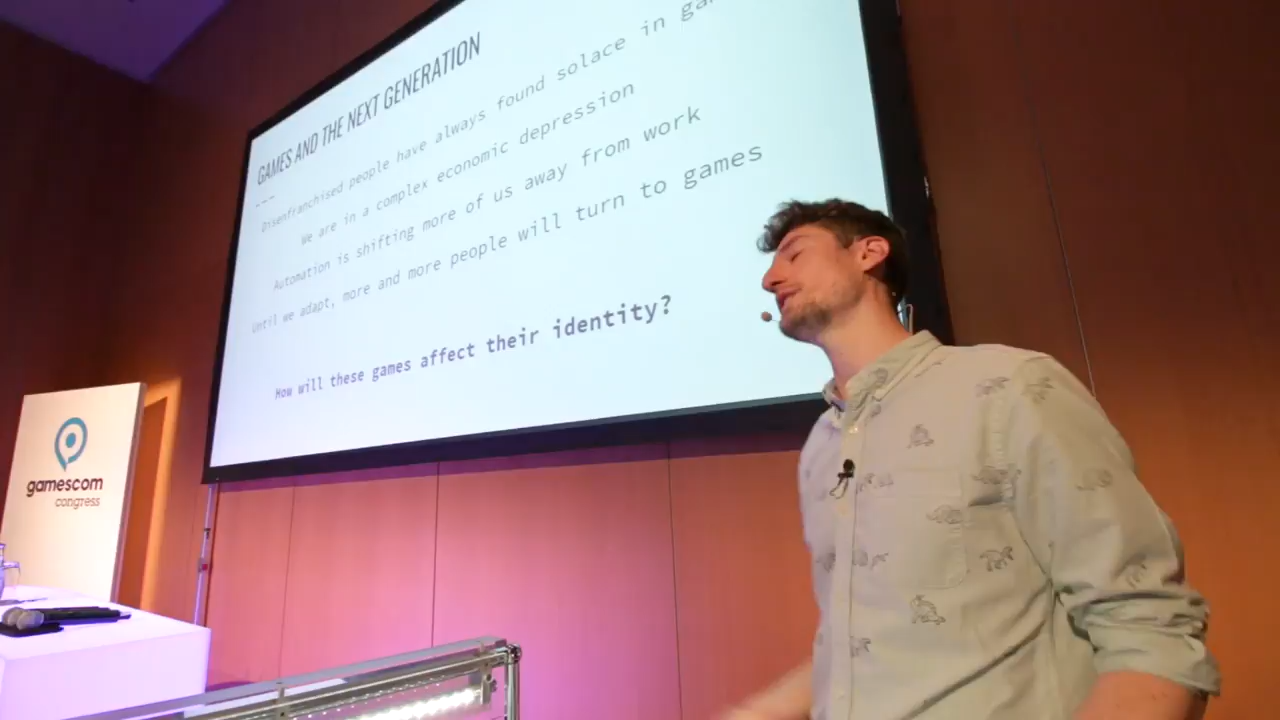 GAMES AND THE NEXT GENERATION
Disenfranchised people have always found solace in
We are in a complex economic depression
Automation is shifting more of us away from work
Until we adapt, more and more people will turn to games
How will these games affect their identity?
gamescom
congress